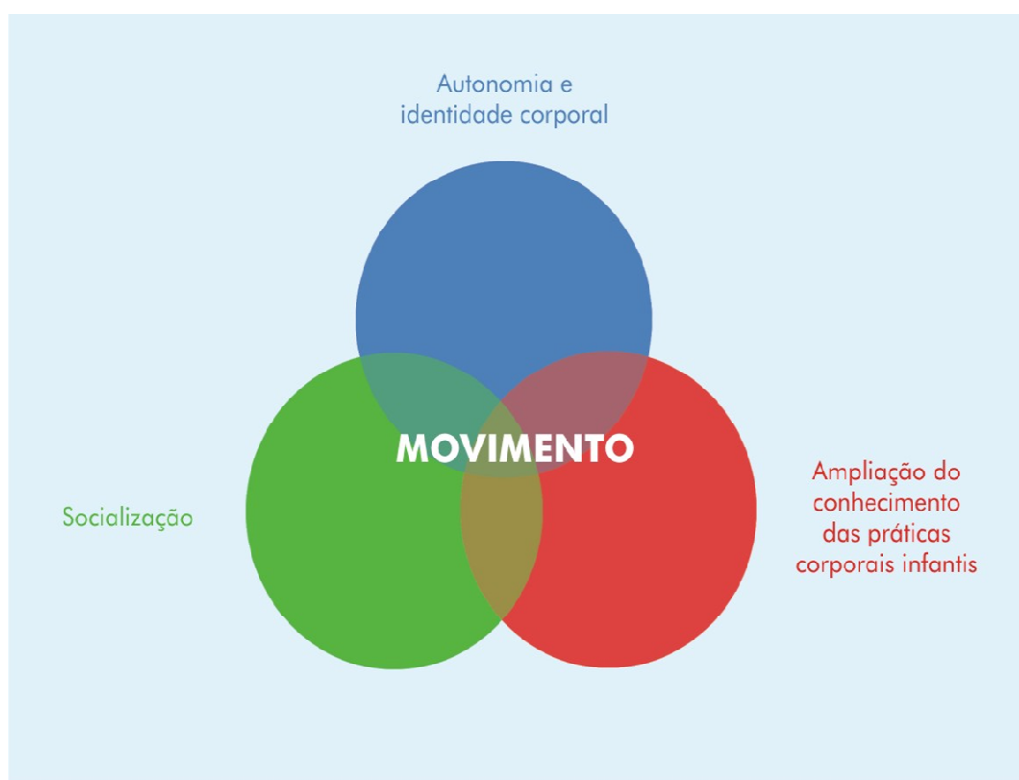 Autonomia e
identidade corporal
MOVIMENTO
Socialização
Ampliação do
conhecimento
das práticas
corporais infantis